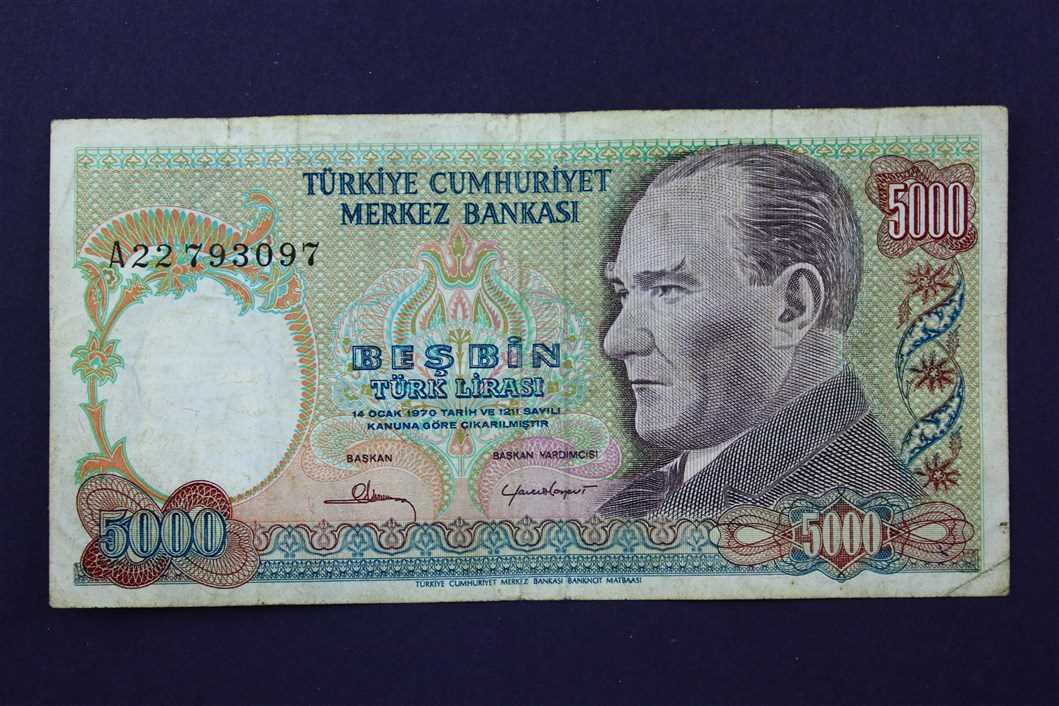 TÜRKİYE CUMHURİYET
MERKEZ BANKASI
5000
A22 793097
BEŞ BİN
TÜRK LİRASI
14 OCAK 1970 TARİH VE 1211 SAYILI
KANUNA GÖRE ÇIKARILMIŞTIR
BAŞKAN
BAŞKAN YARDIMCISI
5000
5000
TÜRKİYE CUMHURİYET MERKEZ BANKASI BANKNOT MATBAASI